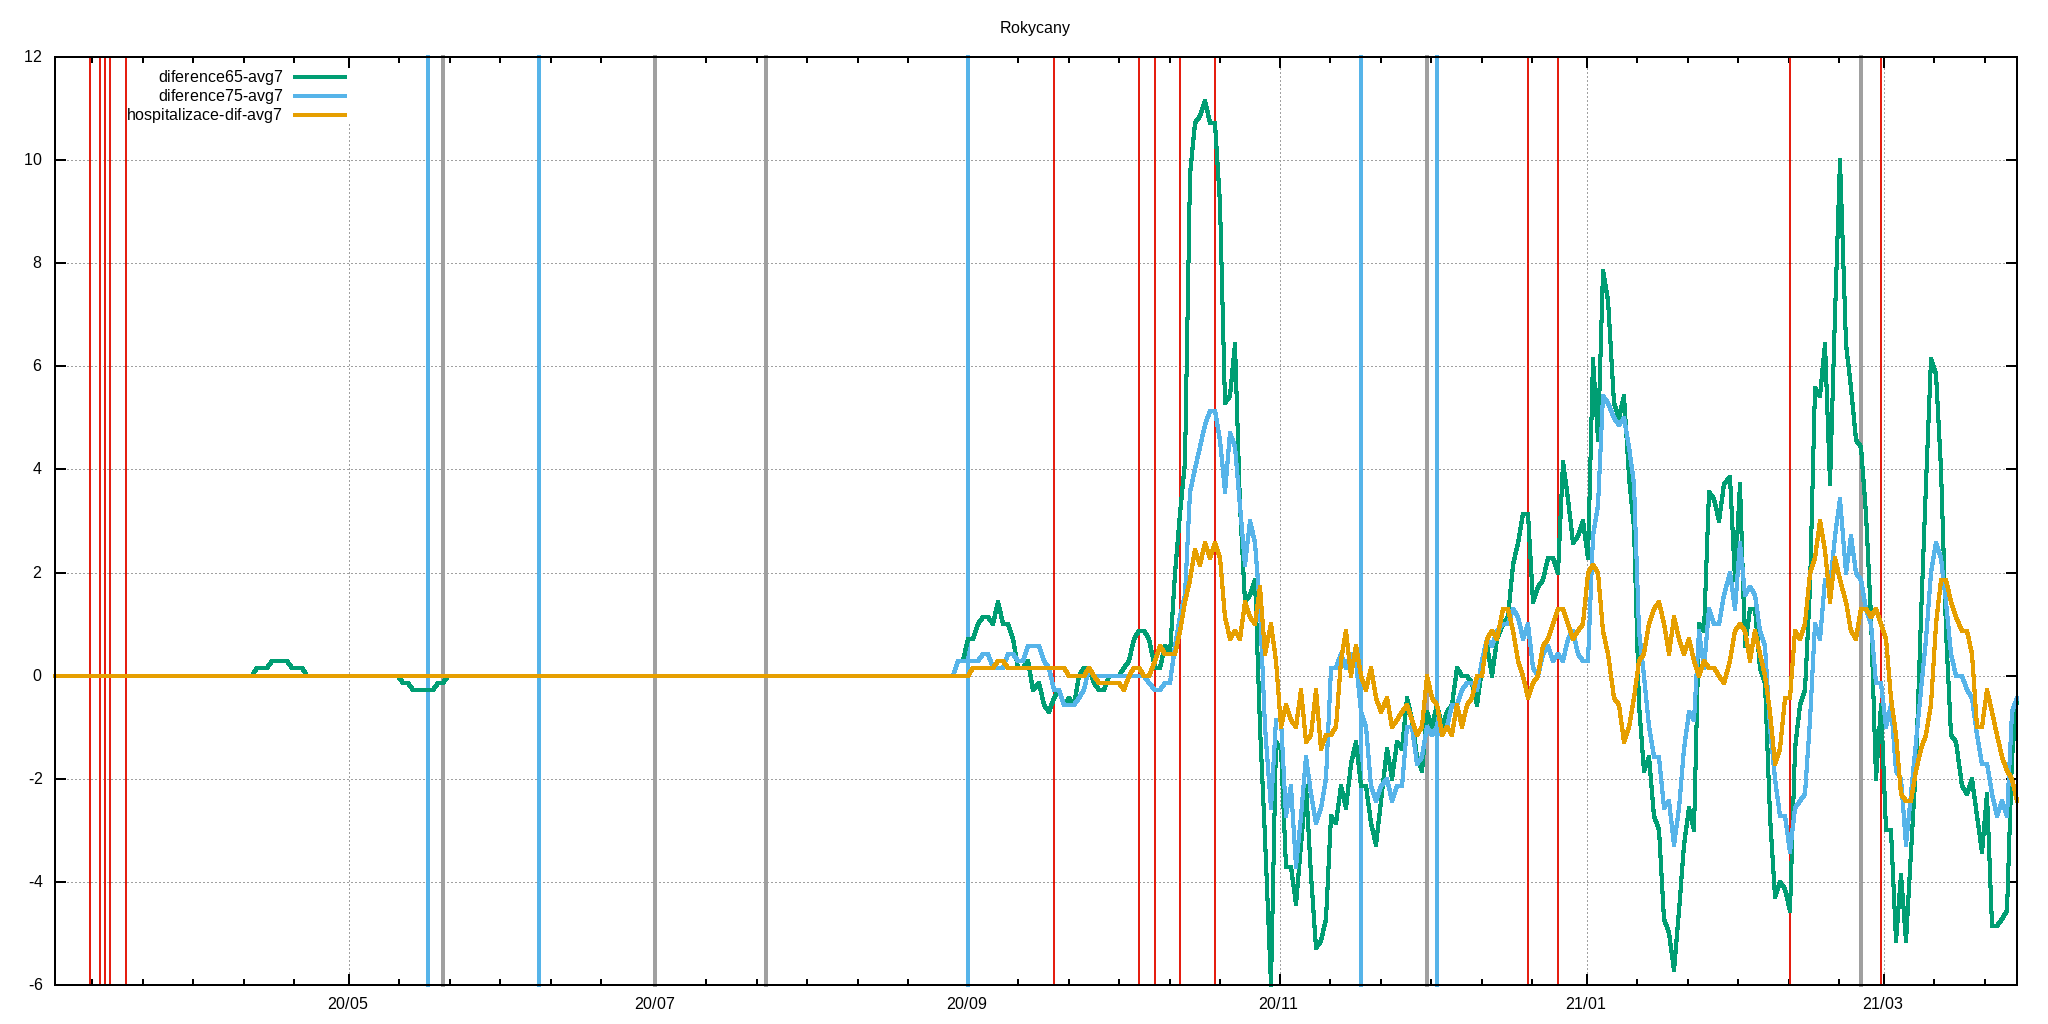 Rokycany
12
diference65-avg7
diference75-avg7
hospitalizace-dif-avg7
10
8
6
4
2
0
-2
-4
-6
20/05 20/07 20/09 20/11 21/01 21/03